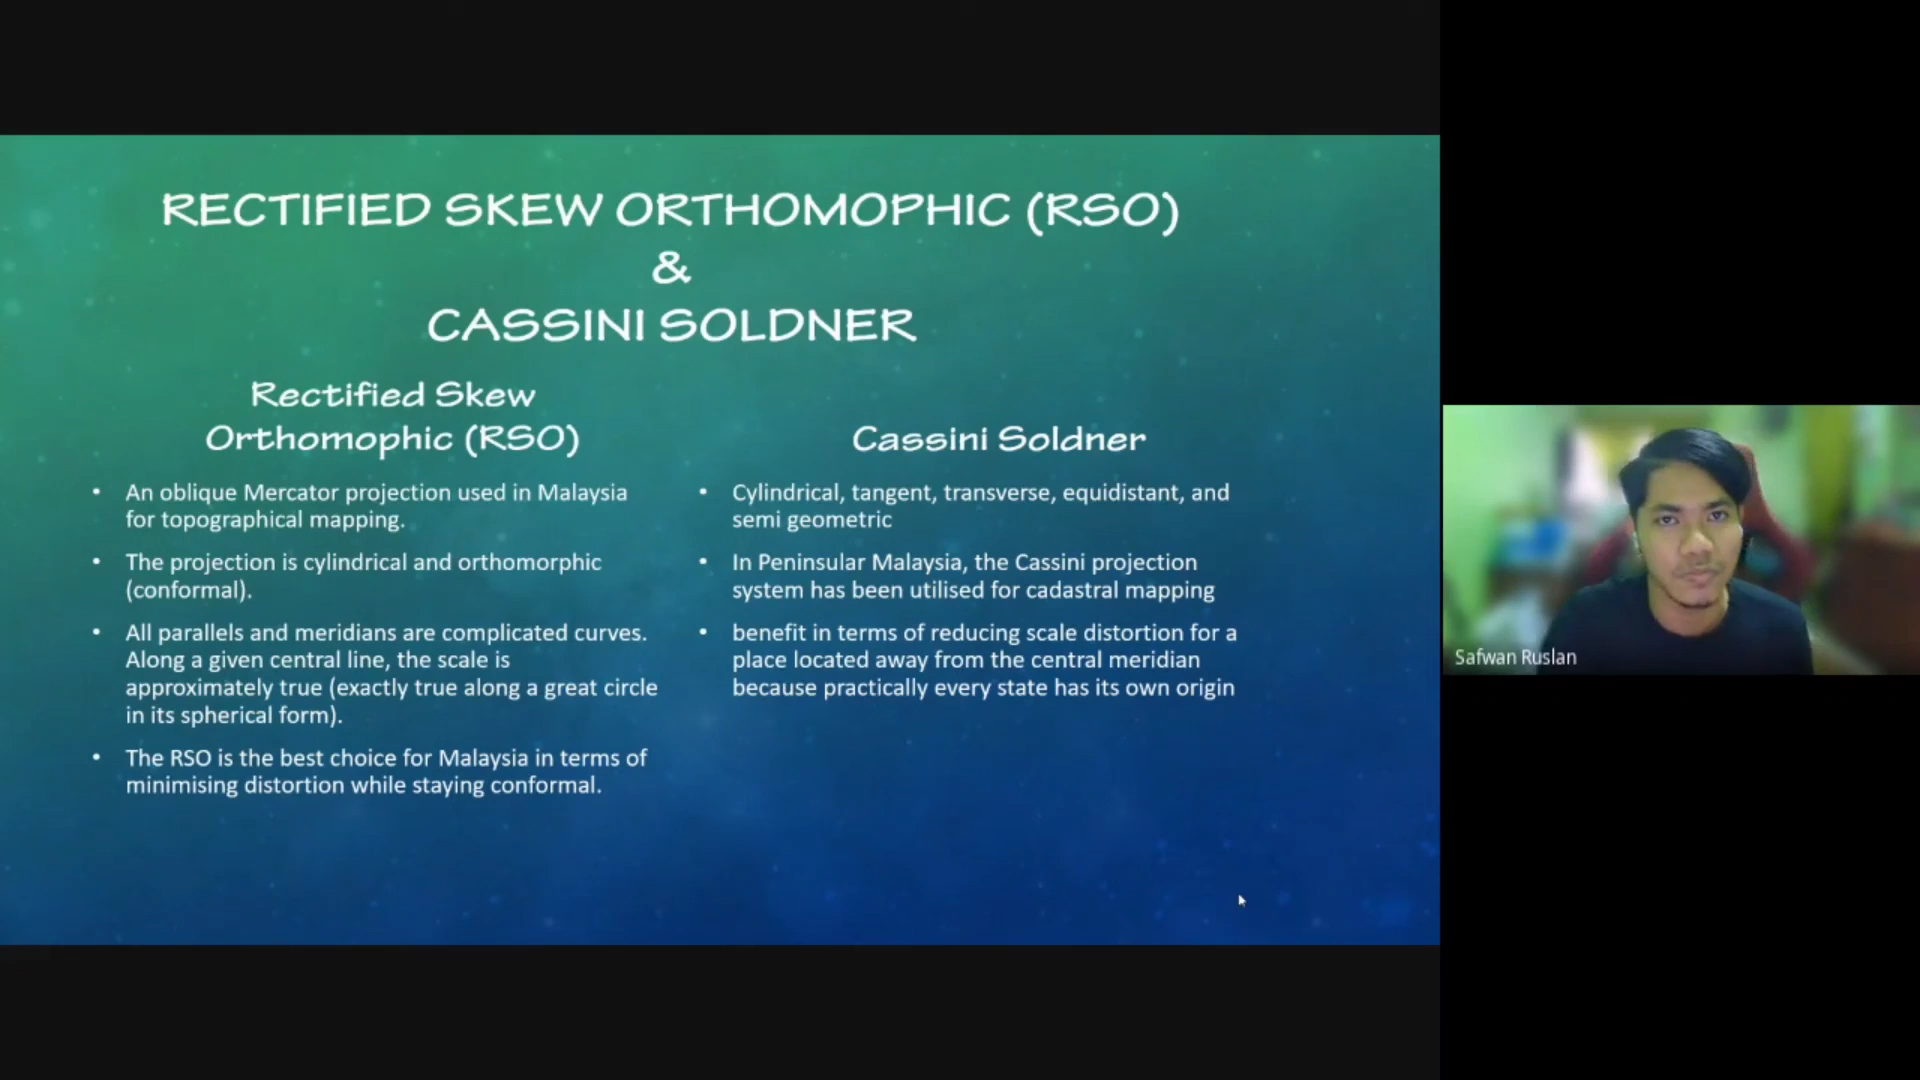 RECTIFIED SKEW ORTHOMOPHIC (RSO)
&
CASSINI SOLDNER
Rectified Skew
Orthomophic (RSO)
• An oblique Mercator projection used in Malaysia
for topographical mapping.
• The projection is cylindrical and orthomorphic
(conformal).
• All parallels and meridians are complicated curves.
Along a given central line, the scale is
approximately true (exactly true along a great circle
in its spherical form).
• The RSO is the best choice for Malaysia in terms of
minimising distortion while staying conformal.
Cassini Soldner
• Cylindrical, tangent, transverse, equidistant, and
semi geometric
• In Peninsular Malaysia, the Cassini projection
system has been utilised for cadastral mapping
• benefit in terms of reducing scale distortion for a
place located away from the central meridian
because practically every state has its own origin
Safwan Ruslan